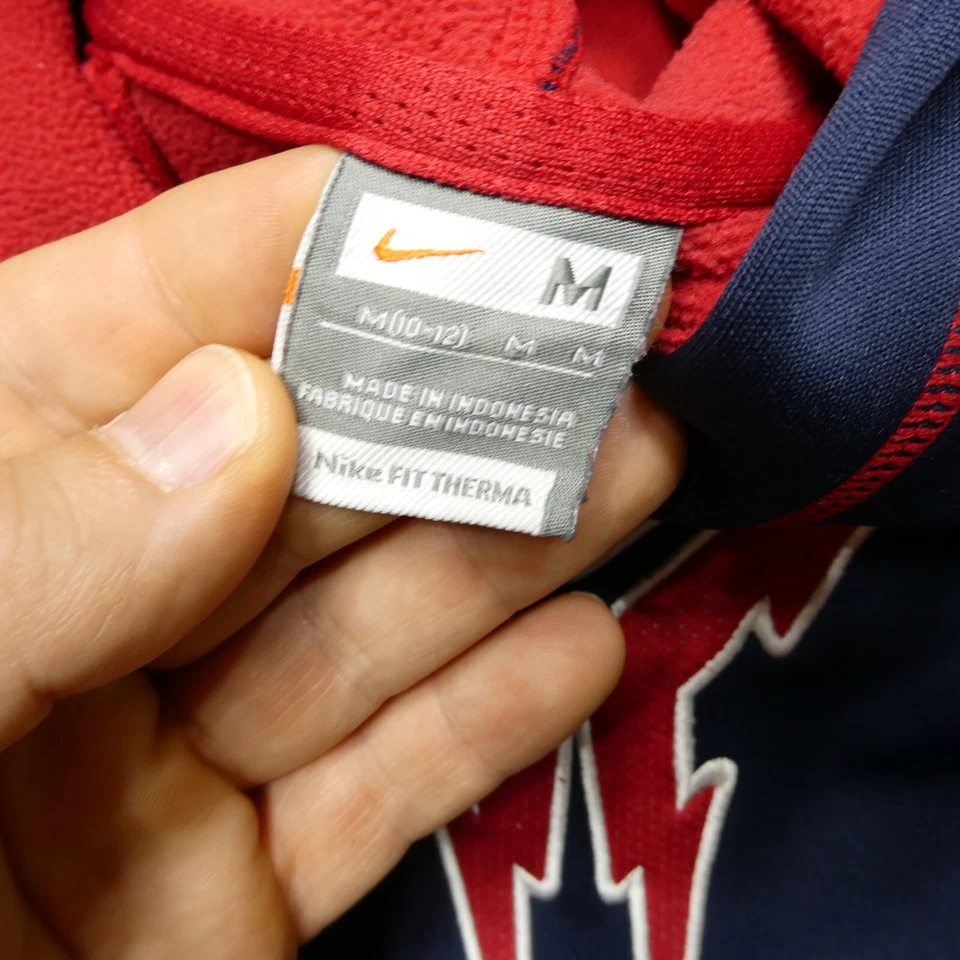 M
M(10-12) M M
MADE IN INDONESIA
FABRIQUE EN INDONESIE
Nike FIT THERMA